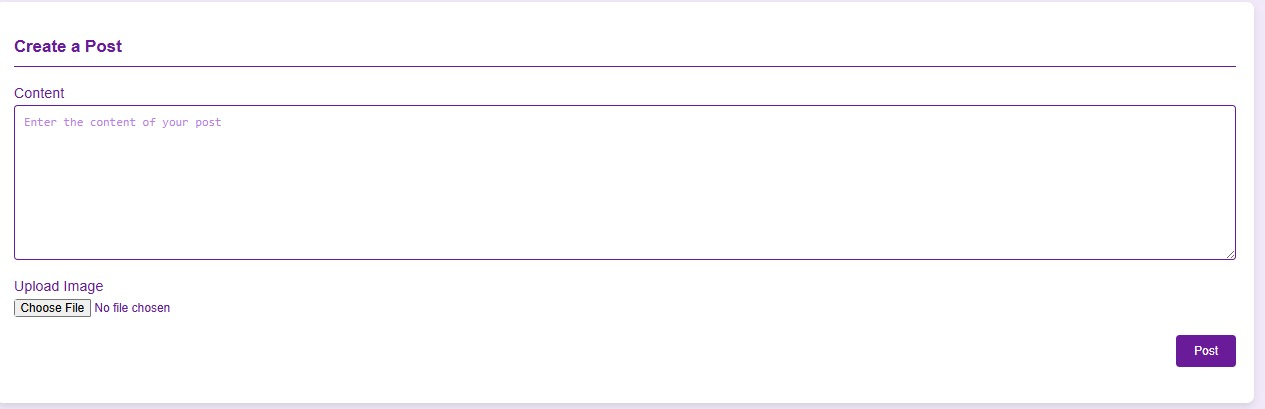 Create a Post
Content
Enter the content of your post
Upload Image
Choose File No file chosen
Post